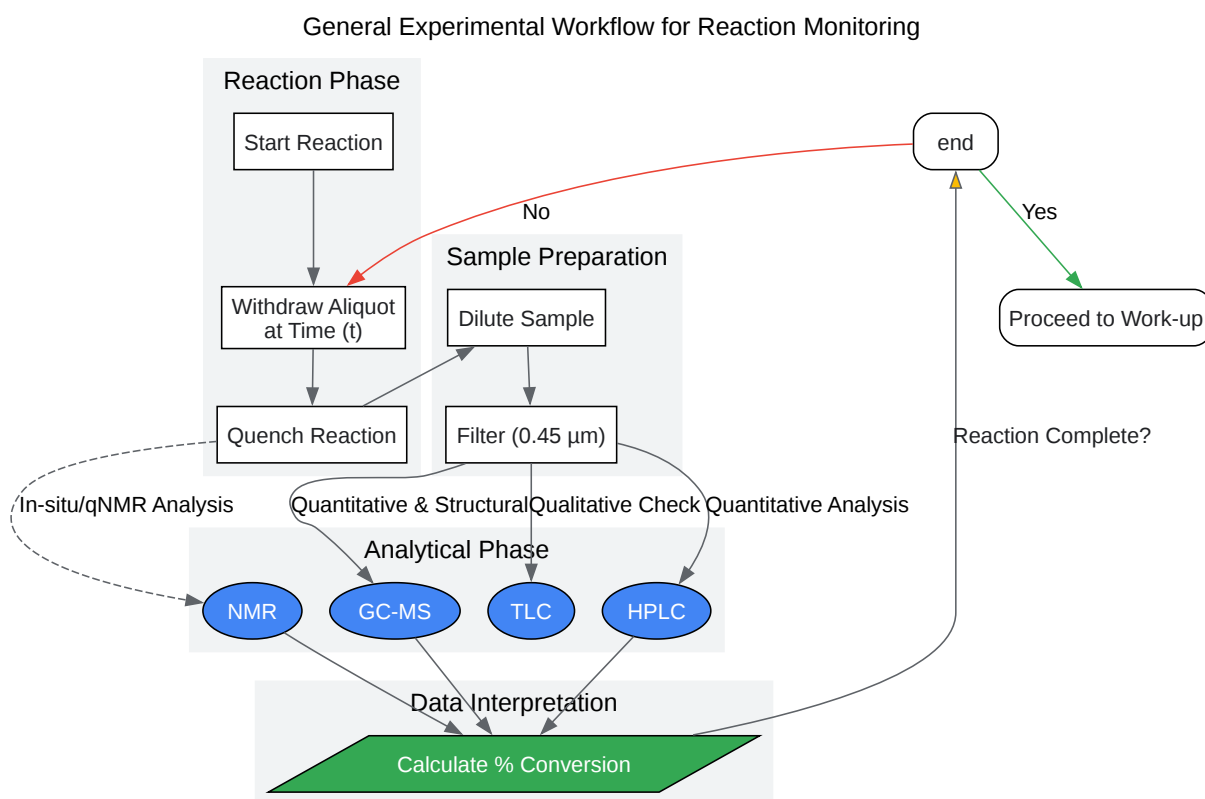 General Experimental Workflow for Reaction Monitoring
Reaction Phase
Start Reaction
end
No
Yes
Sample Preparation
Withdraw Aliquot
at Time (t)
Dilute Sample
Proceed to Work-up
Quench Reaction
Filter (0.45 µm)
Reaction Complete?
In-situ/qNMR Analysis
Quantitative & Structural
Qualitative Check
Quantitative Analysis
Analytical Phase
NMR
GC-MS
TLC
HPLC
Data Interpretation
Calculate % Conversion